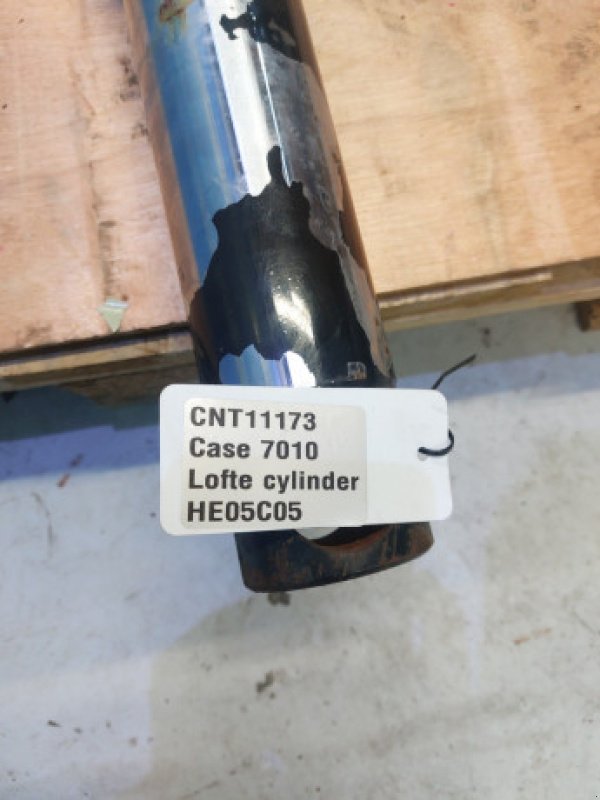 CNT11173
Case 7010
Lofte cylinder
HE05C05